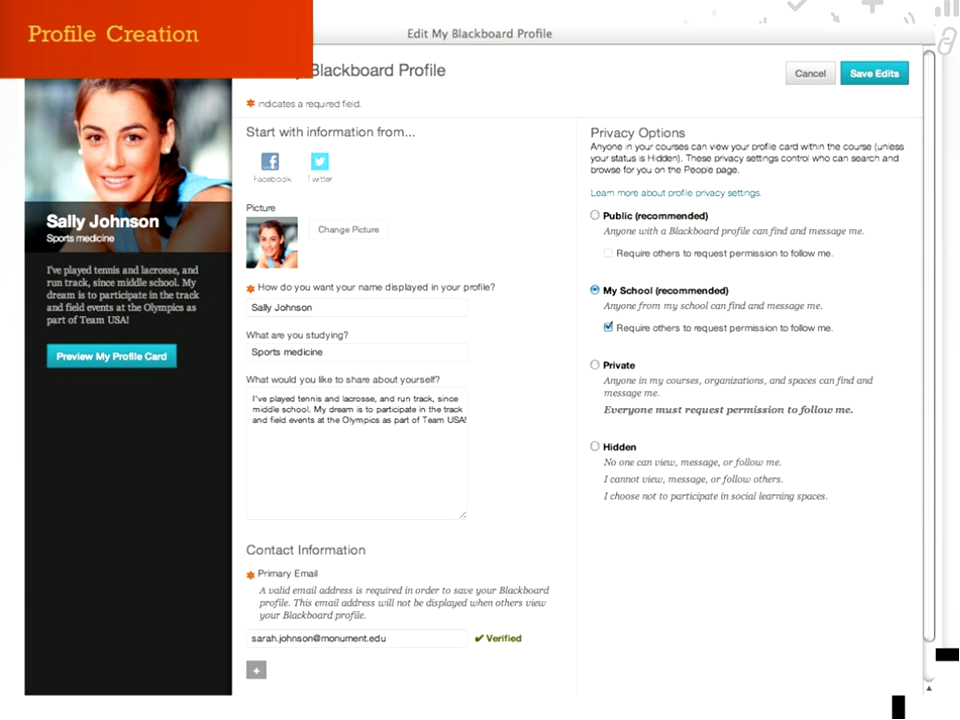 Profile Creation
Edit My Blackboard Profile
Blackboard Profile
Cancel
Save Edits
indicates a required field.
Sally Johnson
Sports medicine
I've played tennis and lacrosse, and
run track, since middle school. My
dream is to participate in the track
and field events at the Olympics as
part of Team USA!
Preview My Profile Card
Start with information from...
Facebook
Twitter
Picture
Change Picture
How do you want your name displayed in your profile?
Sally Johnson
What are you studying?
Sports medicine
What would you like to share about yourself?
I've played tennis and lacrosse, and run track, since
middle school. My dream is to participate in the track
and field events at the Olympics as part of Team USA!
Contact Information
Primary Email
A valid email address is required in order to save your Blackboard
profile. This email address will not be displayed when others view
your Blackboard profile.
sarah.johnson@monument.edu
Verified
Privacy Options
Anyone in your courses can view your profile card within the course (unless
your status is Hidden). These privacy settings control who can search and
browse for you on the People page.
Learn more about profile privacy settings.
Public (recommended)
Anyone with a Blackboard profile can find and message me.
Require others to request permission to follow me.
My School (recommended)
Anyone from my school can find and message me.
Require others to request permission to follow me.
Private
Anyone in my courses, organizations, and spaces can find and
message me.
Everyone must request permission to follow me.
Hidden
No one can view, message, or follow me.
I cannot view, message, or follow others.
I choose not to participate in social learning spaces.